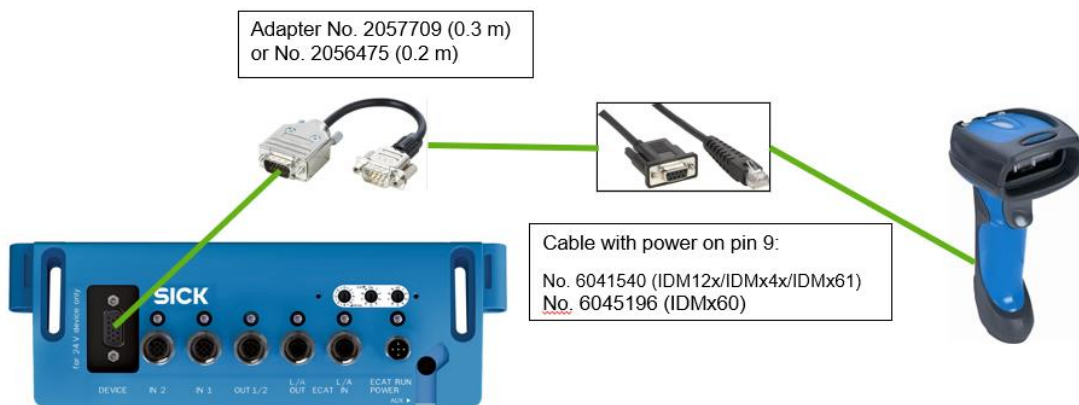 Adapter No. 2057709 (0.3 m)
or No. 2056475 (0.2 m)
Cable with power on pin 9:
No. 6041540 (IDM12x/IDMx4x/IDMx61)
No. 6045196 (IDMx60)
SICK
for 24 V device only
DEVICE
IN 2
IN 1
OUT 1/2
L/A
OUT
ECAT
L/A
IN
ECAT RUN
POWER
AUX ►